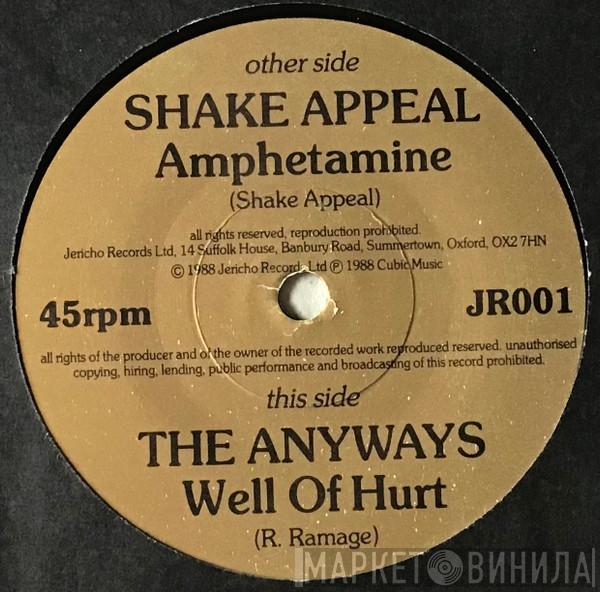 other side
SHAKE APPEAL
Amphetamine
(Shake Appeal)
all rights reserved, reproduction prohibited.
Jericho Records Ltd, 14 Suffolk House, Banbury Road, Summertown, Oxford, OX2 7HN
© 1988 Jericho Records Ltd ℗ 1988 Cubic Music
45rpm
JR001
all rights of the producer and of the owner of the recorded work reproduced reserved. unauthorised
copying, hiring, lending, public performance and broadcasting of this record prohibited.
this side
THE ANYWAYS
Well Of Hurt
(R. Ramage)
МАРКЕТ ВИНИЛА